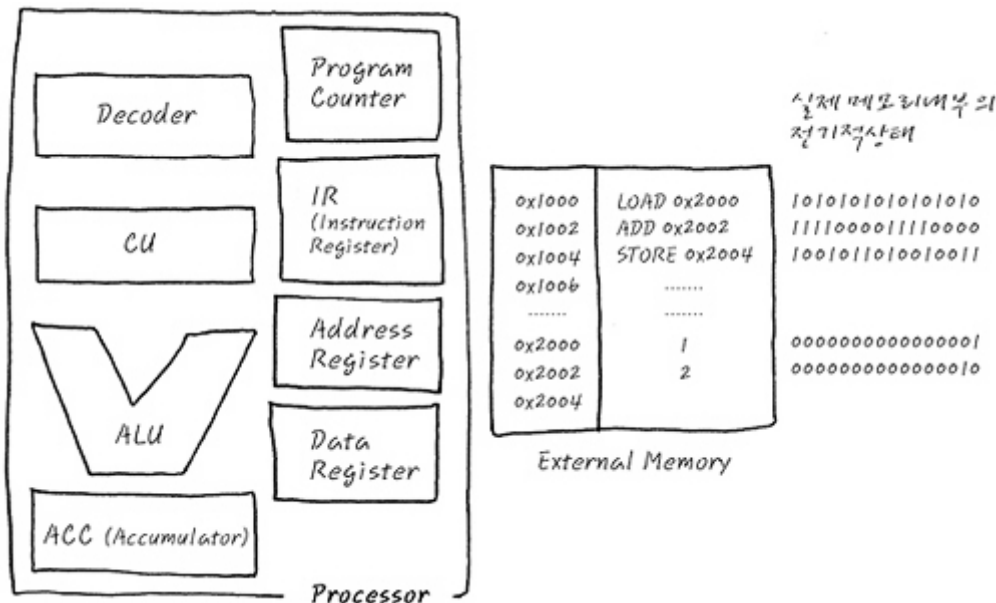 Decoder
CU
ALU
ACC (Accumulator)
Program
Counter
IR
(Instruction
Register)
Address
Register
Data
Register
Processor
실제 메모리내부의
전기적상태
0x1000 LOAD 0x2000 1010101010101010
0x1002 ADD 0x2002 1111000011110000
0x1004 STORE 0x2004 1001011010010011
0x1006 .......
....... .......
0x2000 1 0000000000000001
0x2002 2 0000000000000010
0x2004
External Memory